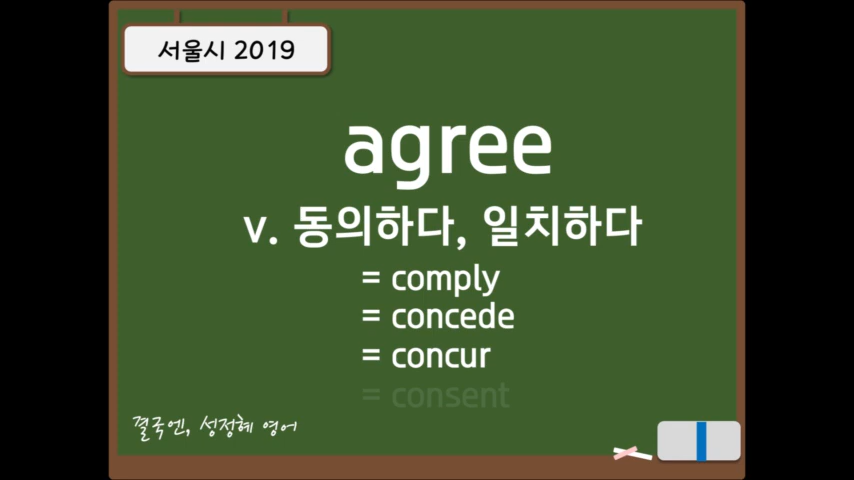 서울시 2019
agree
v. 동의하다, 일치하다
= comply
= concede
= concur
= consent
결국엔, 성정혜 영어